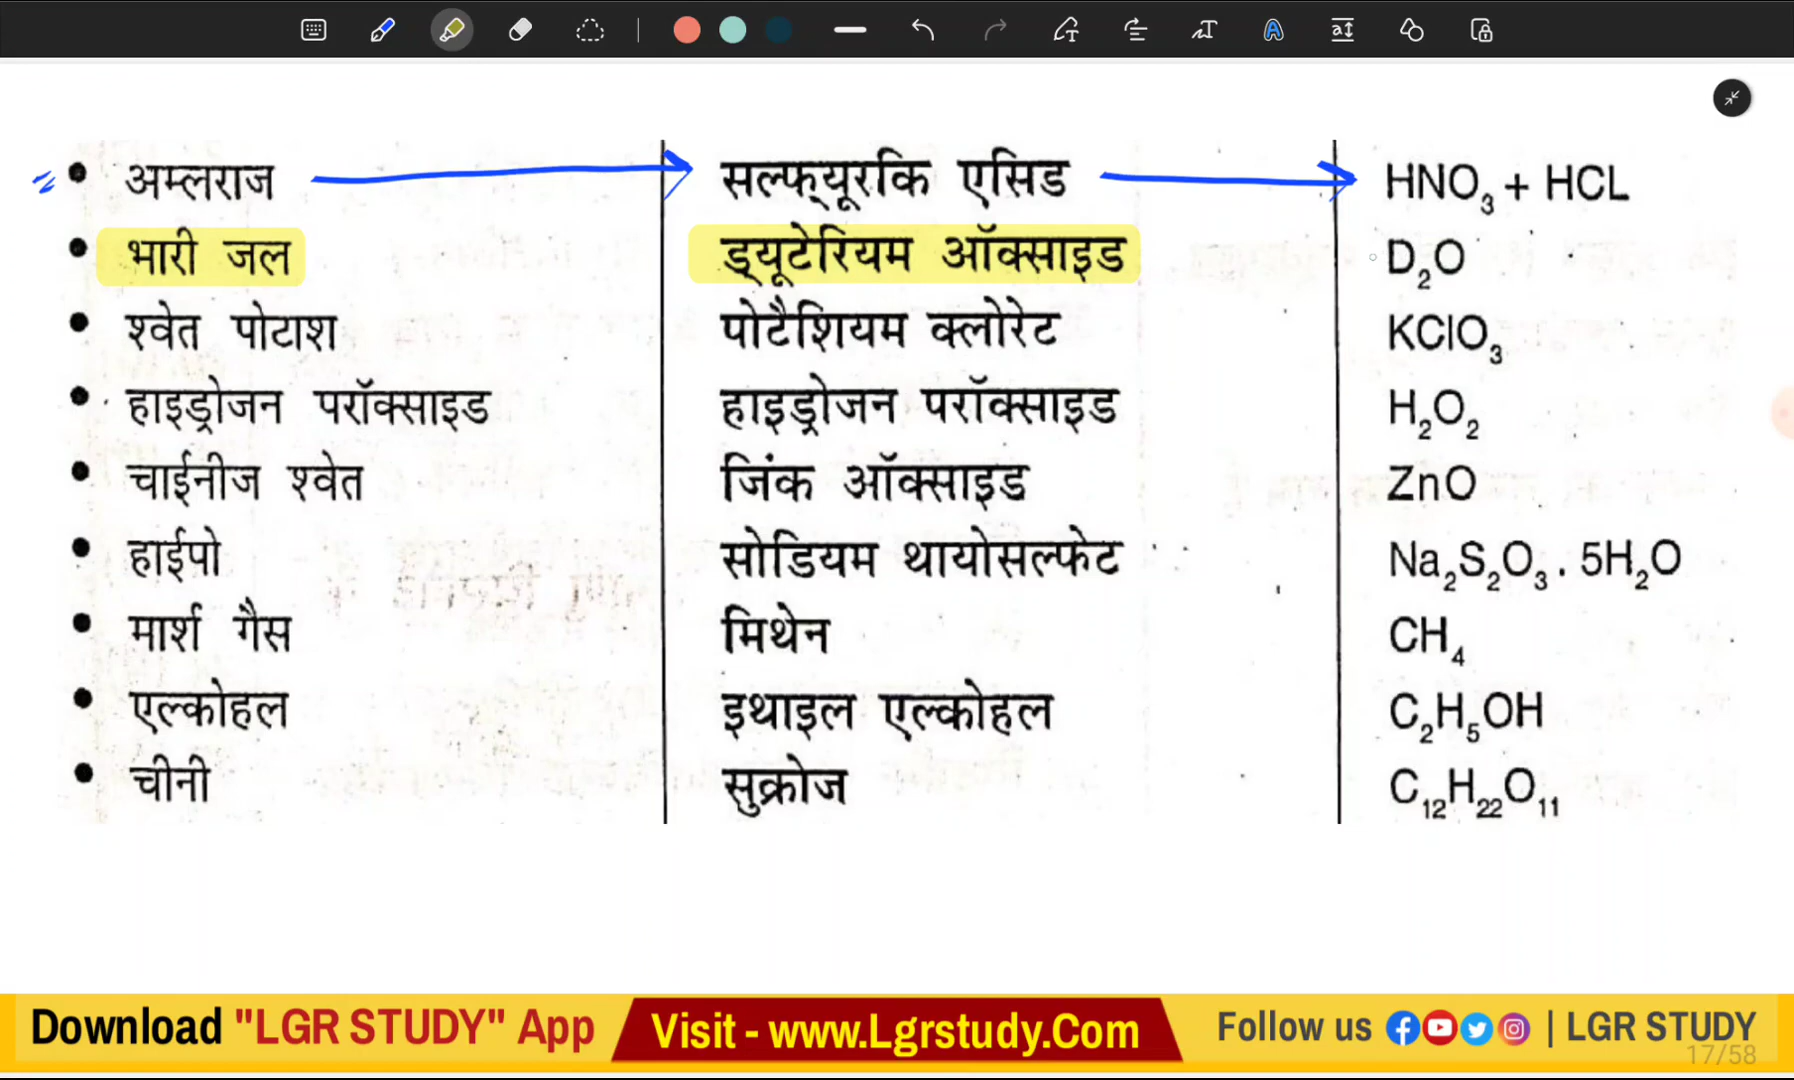 • अम्लराज सल्फ्यूरकि एसिड HNO₃ + HCL
• भारी जल ड्यूटेरियम ऑक्साइड D₂O
• श्वेत पोटाश पोटैशियम क्लोरेट KClO₃
• हाइड्रोजन परॉक्साइड हाइड्रोजन परॉक्साइड H₂O₂
• चाईनीज श्वेत जिंक ऑक्साइड ZnO
• हाईपो सोडियम थायोसल्फेट Na₂S₂O₃ . 5H₂O
• मार्श गैस मिथेन CH₄
• एल्कोहल इथाइल एल्कोहल C₂H₅OH
• चीनी सुक्रोज C₁₂H₂₂O₁₁
Download "LGR STUDY" App Visit - www.Lgrstudy.Com Follow us | LGR STUDY
17/58